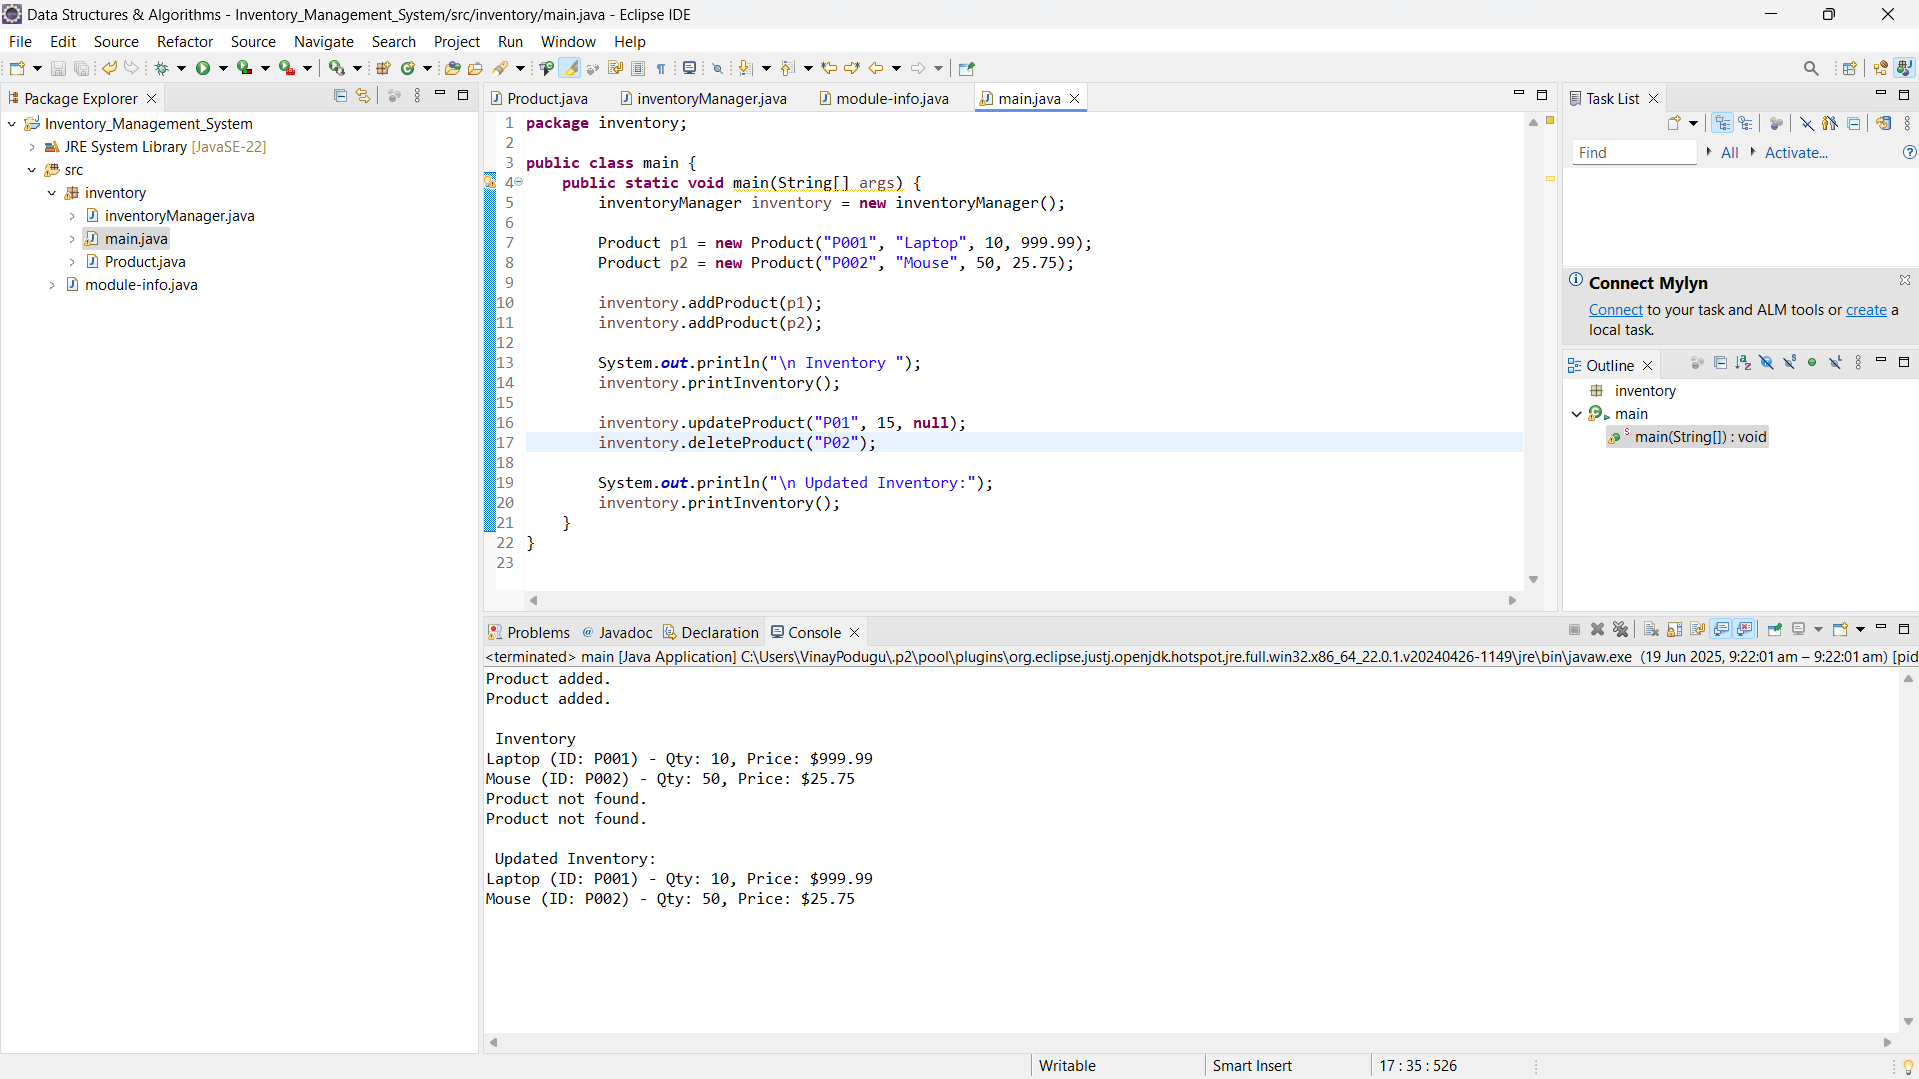 Data Structures & Algorithms - Inventory_Management_System/src/inventory/main.java - Eclipse IDE
File Edit Source Refactor Source Navigate Search Project Run Window Help
Package Explorer
Inventory_Management_System
JRE System Library [JavaSE-22]
src
inventory
inventoryManager.java
main.java
Product.java
module-info.java
Product.java inventoryManager.java module-info.java main.java
1 package inventory;
2
3 public class main {
4 public static void main(String[] args) {
5 inventoryManager inventory = new inventoryManager();
6
7 Product p1 = new Product("P001", "Laptop", 10, 999.99);
8 Product p2 = new Product("P002", "Mouse", 50, 25.75);
9
10 inventory.addProduct(p1);
11 inventory.addProduct(p2);
12
13 System.out.println("\n Inventory ");
14 inventory.printInventory();
15
16 inventory.updateProduct("P01", 15, null);
17 inventory.deleteProduct("P02");
18
19 System.out.println("\n Updated Inventory:");
20 inventory.printInventory();
21 }
22 }
23
Task List
Find All Activate...
Connect Mylyn
Connect to your task and ALM tools or create a
local task.
Outline
inventory
main
main(String[]) : void
Problems Javadoc Declaration Console
<terminated> main [Java Application] C:\Users\VinayPodugu\.p2\pool\plugins\org.eclipse.justj.openjdk.hotspot.jre.full.win32.x86_64_22.0.1.v20240426-1149\jre\bin\javaw.exe (19 Jun 2025, 9:22:01 am – 9:22:01 am) [pid
Product added.
Product added.
Inventory
Laptop (ID: P001) - Qty: 10, Price: $999.99
Mouse (ID: P002) - Qty: 50, Price: $25.75
Product not found.
Product not found.
Updated Inventory:
Laptop (ID: P001) - Qty: 10, Price: $999.99
Mouse (ID: P002) - Qty: 50, Price: $25.75
Writable Smart Insert 17 : 35 : 526